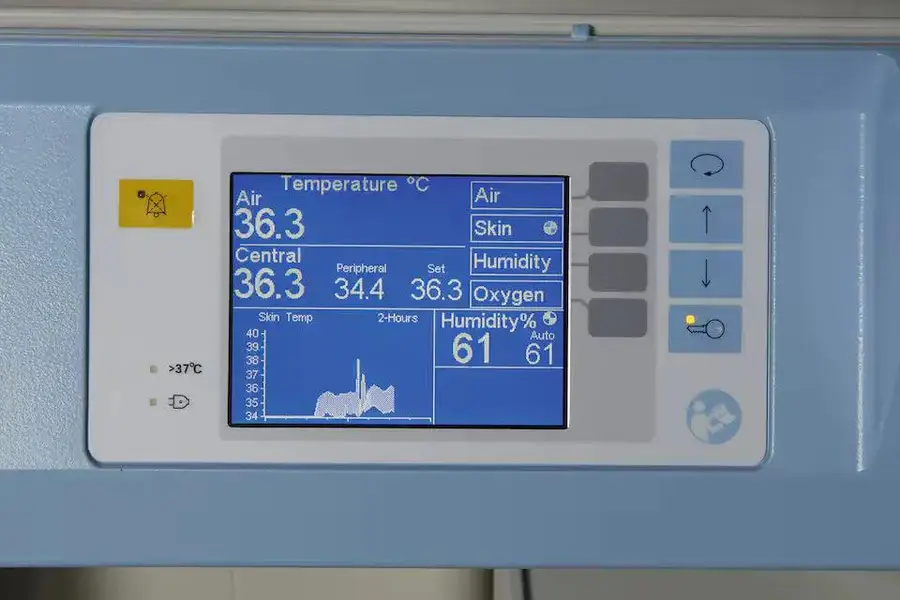 Temperature °C
Air
36.3
Central
36.3
Peripheral
34.4
Set
36.3
Air
Skin
Humidity
Oxygen
Skin Temp
2-Hours
40
39
38
37
36
35
34
Humidity%
61
Auto
61
>37°C